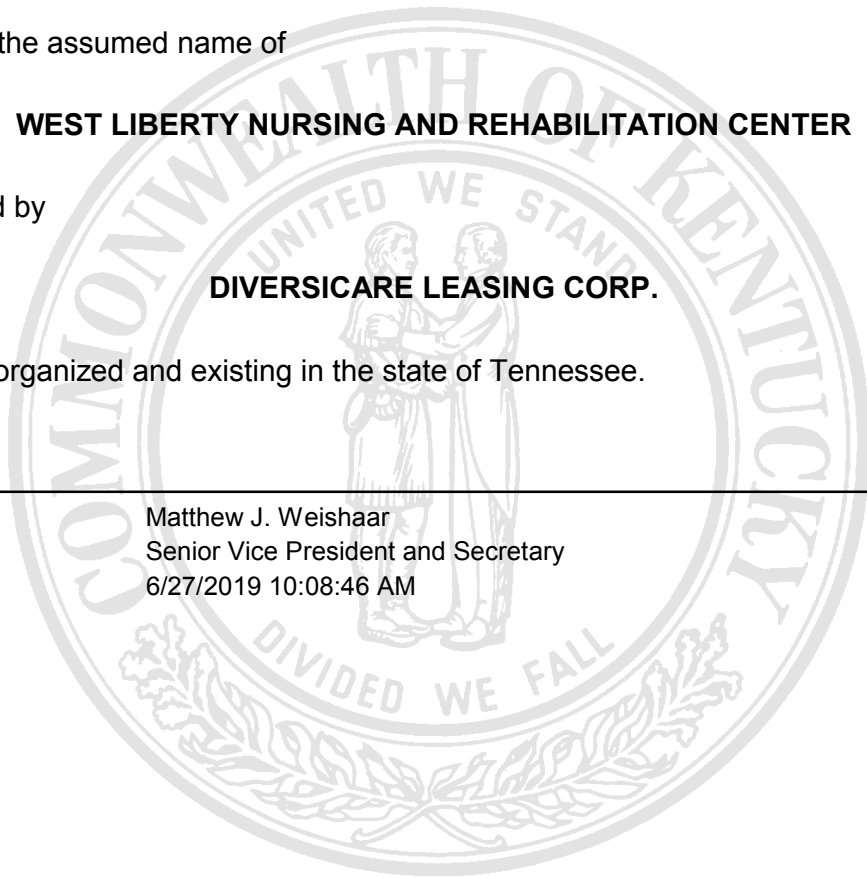 the assumed name of
WEST LIBERTY NURSING AND REHABILITATION CENTER
d by
DIVERSICARE LEASING CORP.
organized and existing in the state of Tennessee.
Matthew J. Weishaar
Senior Vice President and Secretary
6/27/2019 10:08:46 AM
COMMONWEALTH OF KENTUCKY
UNITED WE STAND
DIVIDED WE FALL